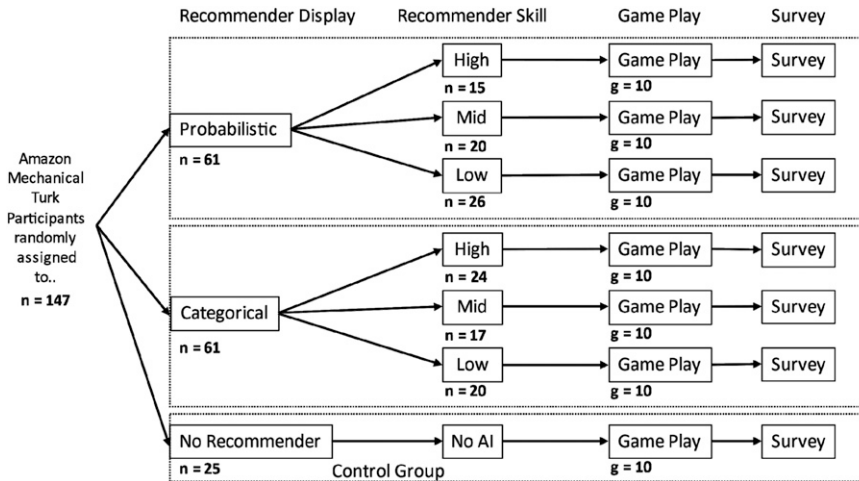 Recommender Display Recommender Skill Game Play Survey
High Game Play Survey
n = 15 g = 10
Probabilistic Mid Game Play Survey
n = 61 n = 20 g = 10
Low Game Play Survey
n = 26 g = 10
Amazon
Mechanical
Turk
Participants
randomly
assigned
to..
n = 147
High Game Play Survey
n = 24 g = 10
Categorical Mid Game Play Survey
n = 61 n = 17 g = 10
Low Game Play Survey
n = 20 g = 10
No Recommender No AI Game Play Survey
n = 25 Control Group g = 10